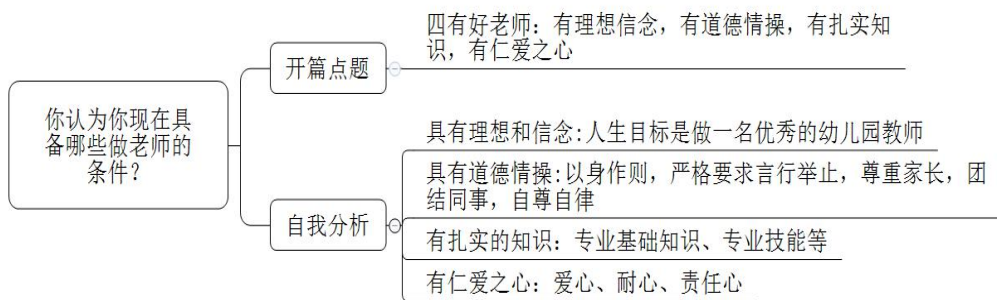 你认为你现在具
备哪些做老师的
条件？
开篇点题
四有好老师：有理想信念，有道德情操，有扎实知
识，有仁爱之心
自我分析
具有理想和信念:人生目标是做一名优秀的幼儿园教师
具有道德情操:以身作则，严格要求言行举止，尊重家长，团
结同事，自尊自律
有扎实的知识：专业基础知识、专业技能等
有仁爱之心：爱心、耐心、责任心